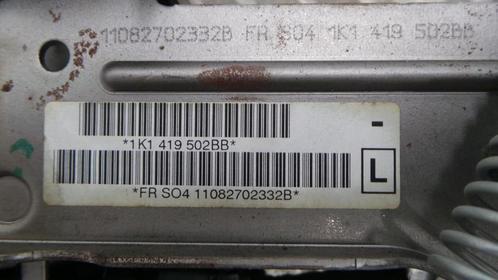 11082702332B FR SO4 1K1 419 502BB
-
*1K1 419 502BB*
L
*FR SO4 11082702332B*